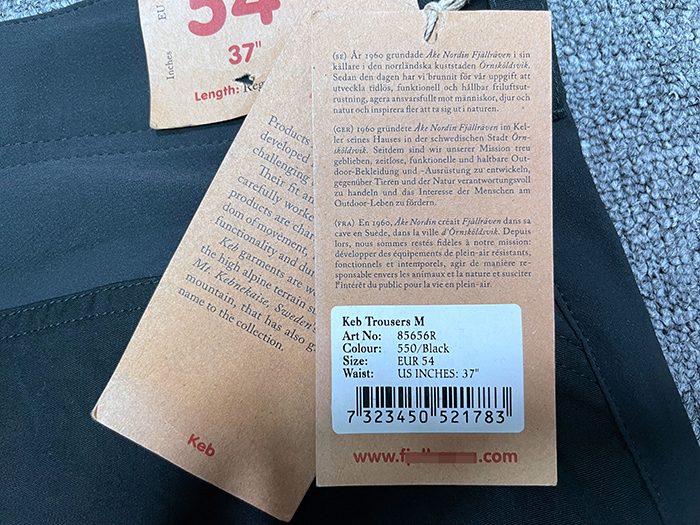 54
EU
37"
Inches
Length: Reg
Products
developed
challenging
Their fit an
carefully worke
products are cha
dom of movement,
functionality and du
Keb garments are w
the high alpine terrain su
Mt. Kebnekaise, Sweden's
mountain, that has also g
name to the collection.
Keb
(SE) År 1960 grundade Åke Nordin Fjällräven i sin
källare i den norrländska kuststaden Örnsköldsvik.
Sedan den dagen har vi brunnit för vår uppgift att
utveckla tidlös, funktionell och hållbar friluftsut-
rustning, agera ansvarsfullt mot människor, djur och
natur och inspirera fler att ta sig ut i naturen.
(GER) 1960 gründete Åke Nordin Fjällräven im Kel-
ler seines Hauses in der schwedischen Stadt Örn-
sköldsvik. Seitdem sind wir unserer Mission treu
geblieben, zeitlose, funktionelle und haltbare Out-
door-Bekleidung und -Ausrüstung zu entwickeln,
gegenüber Tieren und der Natur verantwortungsvoll
zu handeln und das Interesse der Menschen am
Outdoor-Leben zu fördern.
(FRA) En 1960, Åke Nordin créait Fjällräven dans sa
cave en Suède, dans la ville d'Örnsköldsvik. Depuis
lors, nous sommes restés fidèles à notre mission:
développer des équipements de plein-air résistants,
fonctionnels et intemporels, agir de manière re-
sponsable envers les animaux et la nature et susciter
l'intérêt du public pour la vie en plein-air.
Keb Trousers M
Art No: 85656R
Colour: 550/Black
Size: EUR 54
Waist: US INCHES: 37"
7 323450 521783
www.fj .com